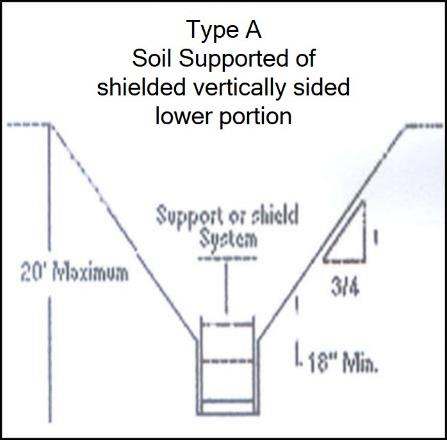 Type A
Soil Supported of
shielded vertically sided
lower portion
Support or shield
System
20' Maximum
1
3/4
18" Min.